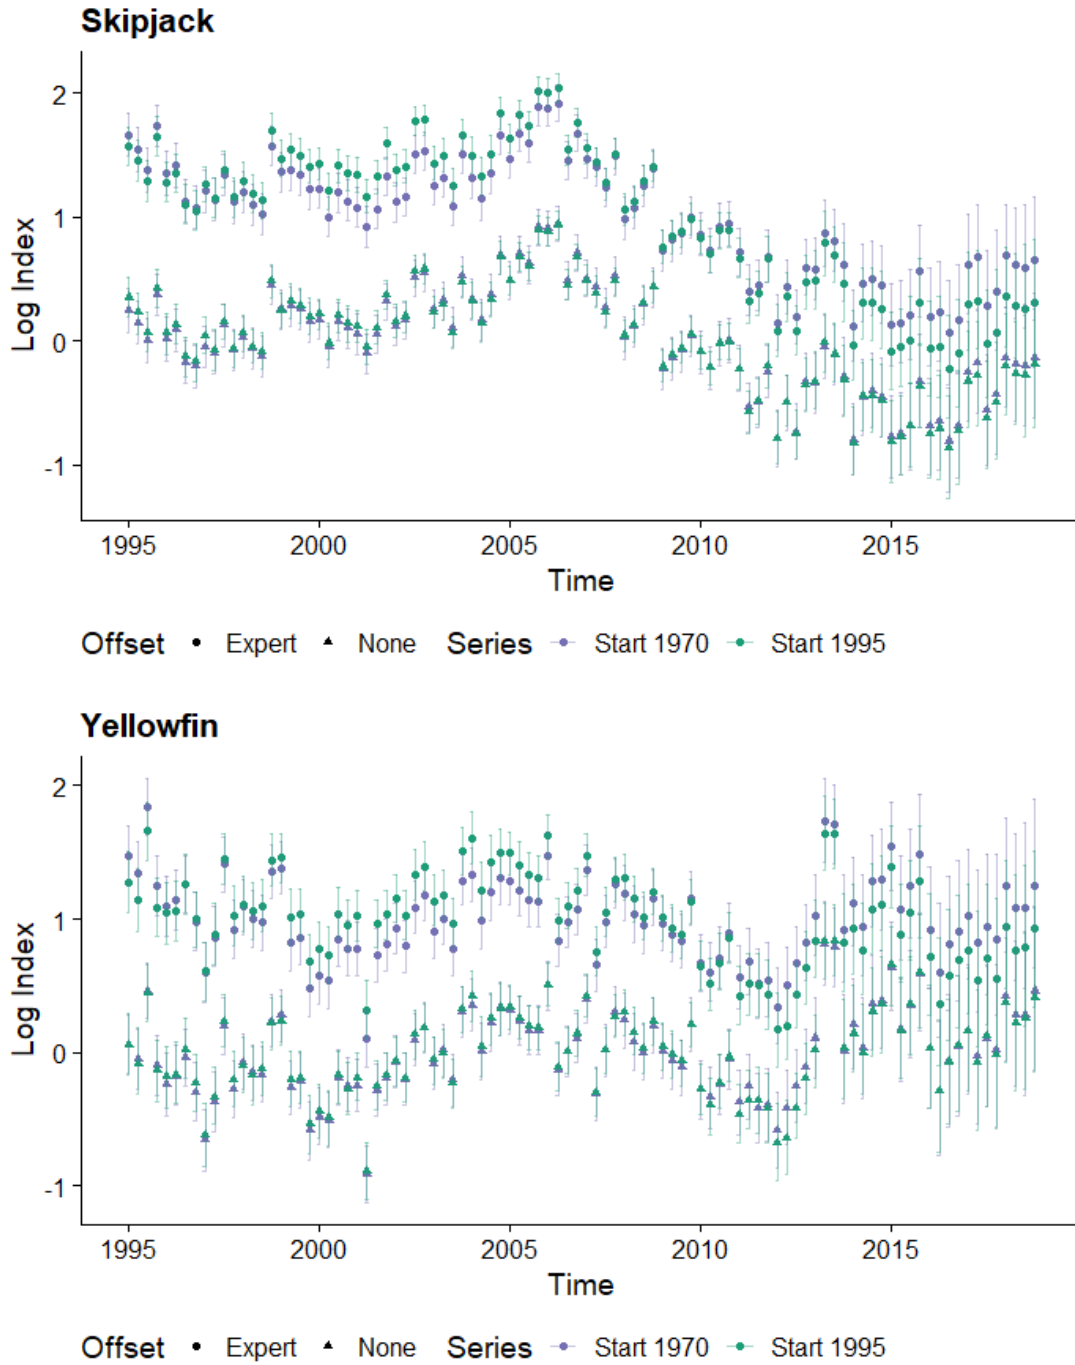 Skipjack
2
1
0
-1
Log Index
1995 2000 2005 2010 2015
Time
Offset Expert None Series Start 1970 Start 1995
Yellowfin
2
1
0
-1
Log Index
1995 2000 2005 2010 2015
Time
Offset Expert None Series Start 1970 Start 1995